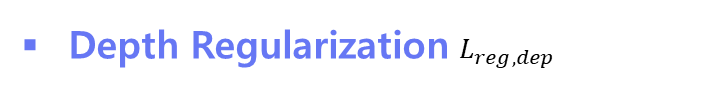 ▪ Depth Regularization $L_{reg,dep}$